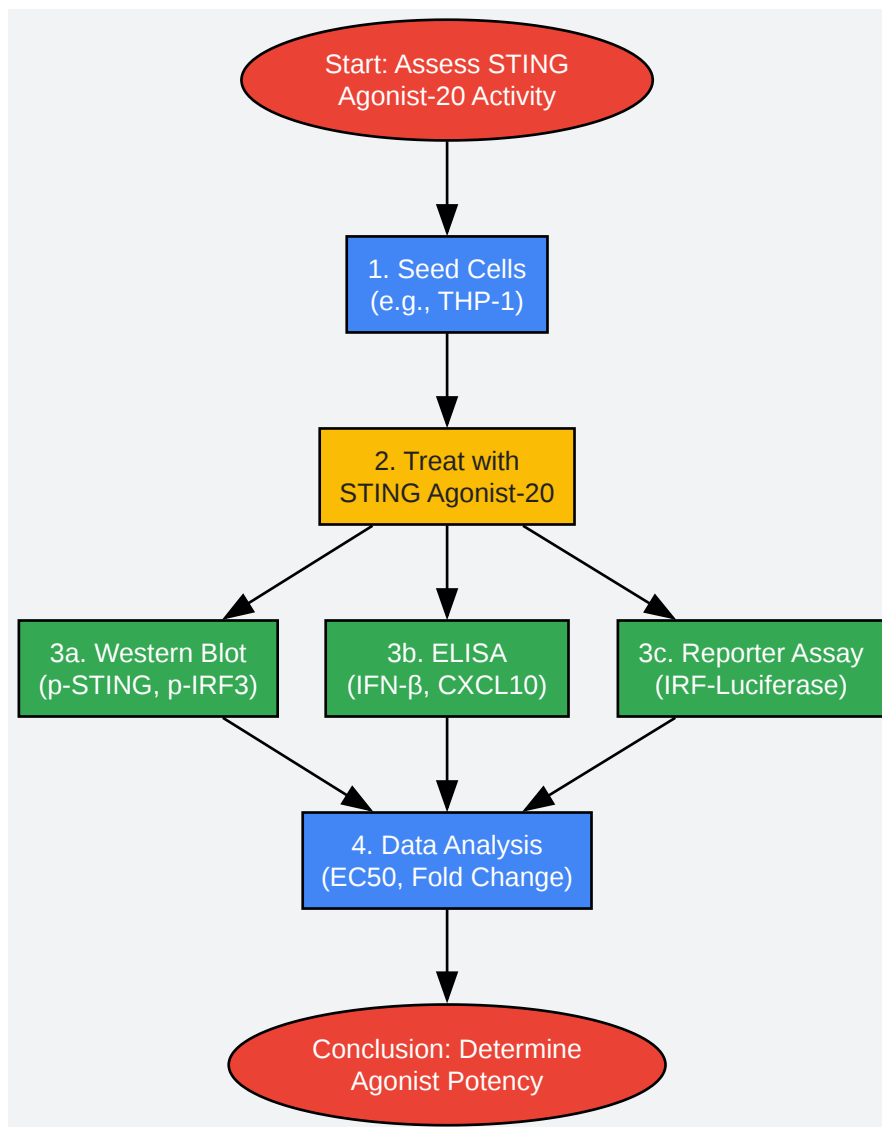 Start: Assess STING
Agonist-20 Activity
1. Seed Cells
(e.g., THP-1)
2. Treat with
STING Agonist-20
3a. Western Blot
(p-STING, p-IRF3)
3b. ELISA
(IFN-β, CXCL10)
3c. Reporter Assay
(IRF-Luciferase)
4. Data Analysis
(EC50, Fold Change)
Conclusion: Determine
Agonist Potency